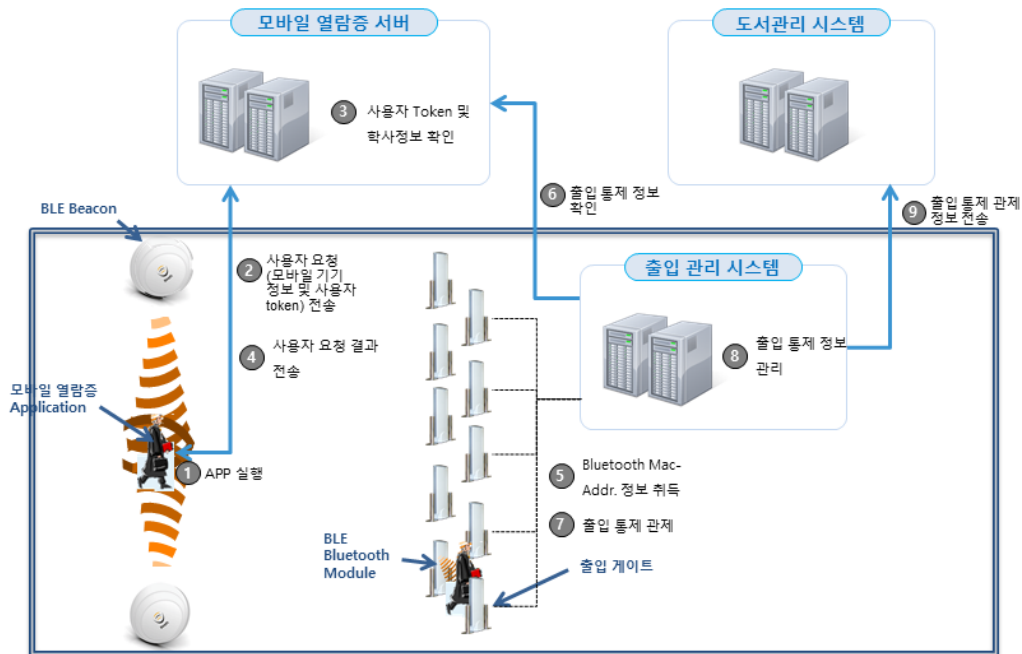 모바일 열람증 서버
도서관리 시스템
3 사용자 Token 및
학사정보 확인
BLE Beacon
6 출입 통제 정보
확인
9 출입 통제 관제
정보 전송
2 사용자 요청
(모바일 기기
정보 및 사용자
token) 전송
출입 관리 시스템
4 사용자 요청 결과
전송
8 출입 통제 정보
관리
모바일 열람증
Application
1 APP 실행
5 Bluetooth Mac-
Addr. 정보 취득
7 출입 통제 관제
BLE
Bluetooth
Module
출입 게이트